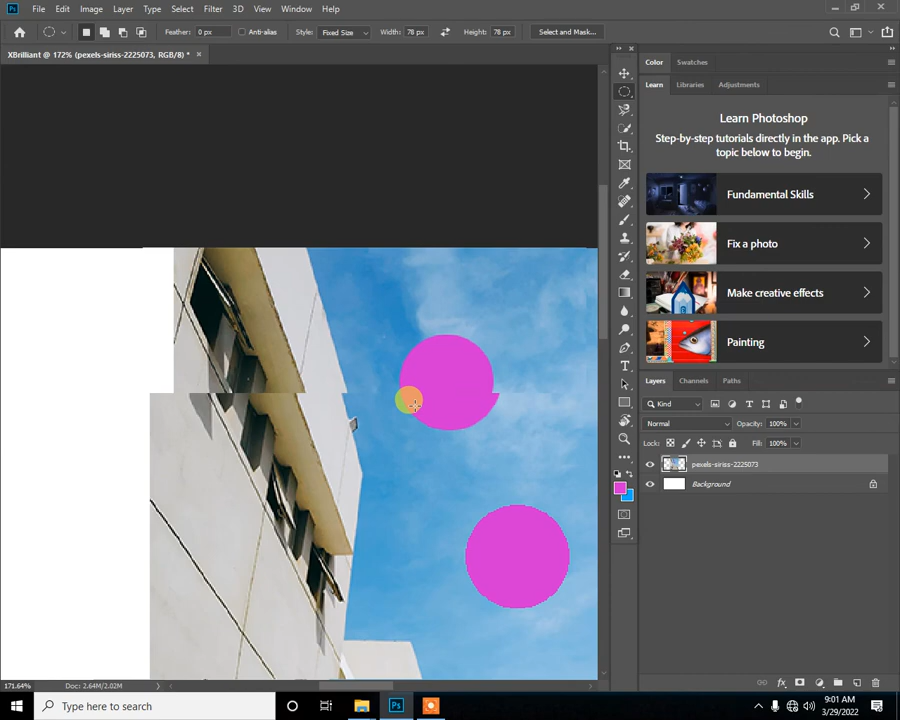 Ps File Edit Image Layer Type Select Filter 3D View Window Help
Feather: 0 px Anti-alias Style: Fixed Size Width: 78 px Height: 78 px Select and Mask...
XBrilliant @ 172% (pexels-siriss-2225073, RGB/8) *
Color Swatches
Learn Libraries Adjustments
Learn Photoshop
Step-by-step tutorials directly in the app. Pick a
topic below to begin.
Fundamental Skills
Fix a photo
Make creative effects
Painting
Layers Channels Paths
Kind
Normal Opacity: 100%
Lock: Fill: 100%
pexels-siriss-2225073
Background
171.64% Doc: 2.64M/2.02M
Type here to search
Ps
9:01 AM
3/29/2022